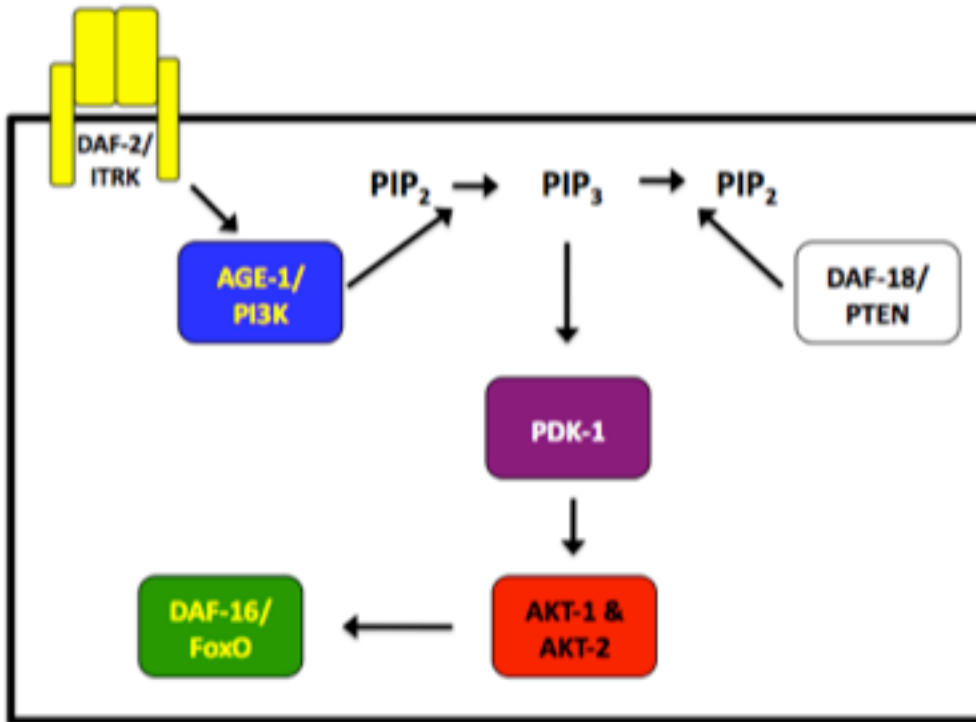 DAF-2/
ITRK
PIP₂
PIP₃
PIP₂
AGE-1/
PI3K
DAF-18/
PTEN
PDK-1
DAF-16/
FoxO
AKT-1 &
AKT-2